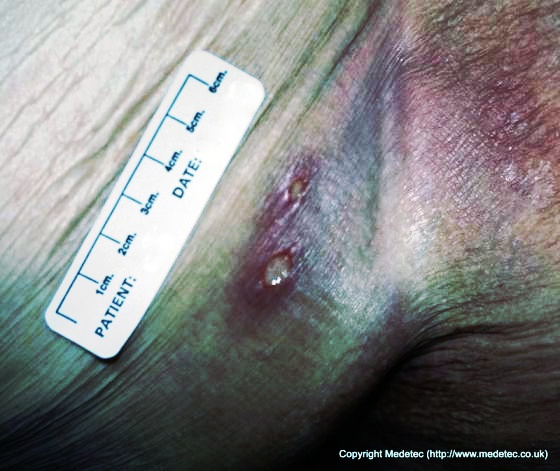 6cm.
5cm.
4cm.
3cm.
2cm.
1cm.
DATE:
PATIENT:
Copyright Medetec (http://www.medetec.co.uk)